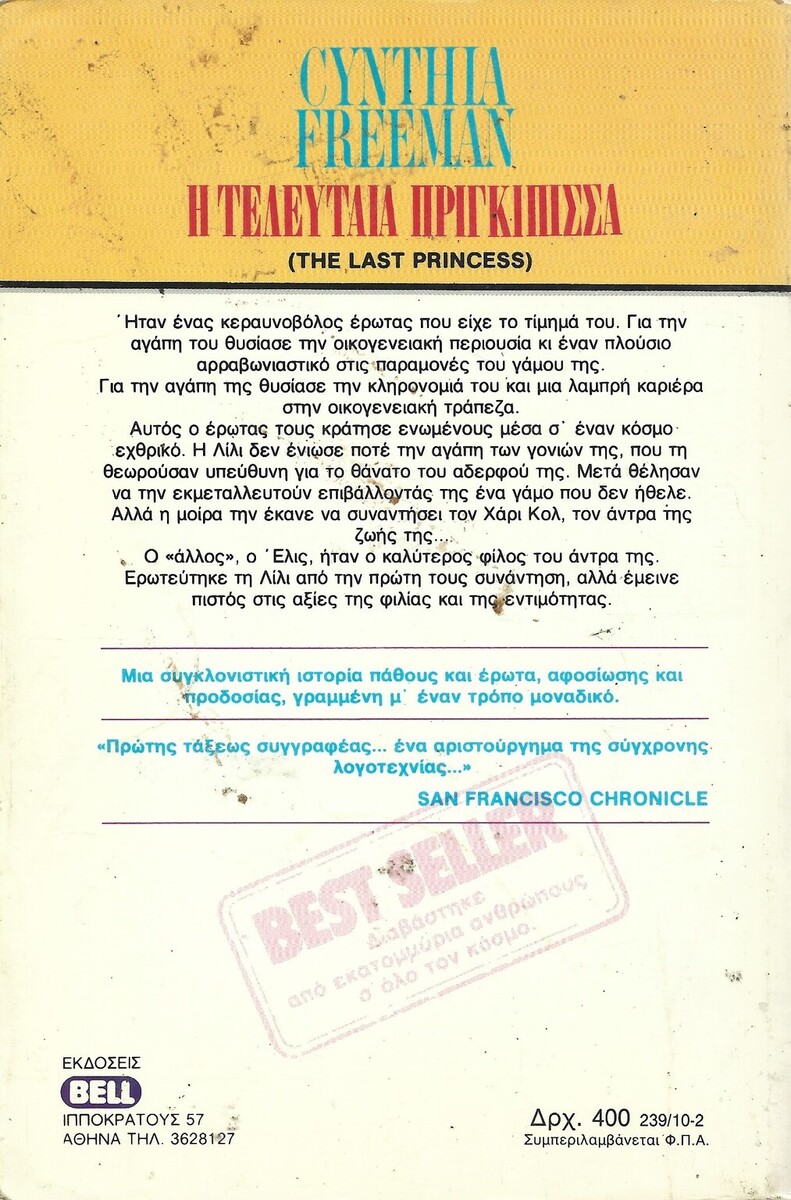 CYNTHIA
FREEMAN
Η ΤΕΛΕΥΤΑΙΑ ΠΡΙΓΚΙΠΙΣΣΑ
(THE LAST PRINCESS)
Ήταν ένας κεραυνοβόλος έρωτας που είχε το τίμημά του. Για την
αγάπη του θυσίασε την οικογενειακή περιουσία κι έναν πλούσιο
αρραβωνιαστικό στις παραμονές του γάμου της.
Για την αγάπη της θυσίασε την κληρονομιά του και μια λαμπρή καριέρα
στην οικογενειακή τράπεζα.
Αυτός ο έρωτας τους κράτησε ενωμένους μέσα σ' έναν κόσμο
εχθρικό. Η Λίλι δεν ένιωσε ποτέ την αγάπη των γονιών της, που τη
θεωρούσαν υπεύθυνη για το θάνατο του αδερφού της. Μετά θέλησαν
να την εκμεταλλευτούν επιβάλλοντάς της ένα γάμο που δεν ήθελε.
Αλλά η μοίρα την έκανε να συναντήσει τον Χάρι Κολ, τον άντρα της
ζωής της...
Ο «άλλος», ο Έλις, ήταν ο καλύτερος φίλος του άντρα της.
Ερωτεύτηκε τη Λίλι από την πρώτη τους συνάντηση, αλλά έμεινε
πιστός στις αξίες της φιλίας και της εντιμότητας.
Μια συγκλονιστική ιστορία πάθους και έρωτα, αφοσίωσης και
προδοσίας, γραμμένη μ' έναν τρόπο μοναδικό.
«Πρώτης τάξεως συγγραφέας... ένα αριστούργημα της σύγχρονης
λογοτεχνίας...»
SAN FRANCISCO CHRONICLE
BEST SELLER
Διαβάστηκε
από εκατομμύρια ανθρώπους
σ όλο τον κόσμο.
ΕΚΔΟΣΕΙΣ
BELL
ΙΠΠΟΚΡΑΤΟΥΣ 57
ΑΘΗΝΑ ΤΗΛ. 3628127
Δρχ. 400 239/10-2
Συμπεριλαμβάνεται Φ.Π.Α.